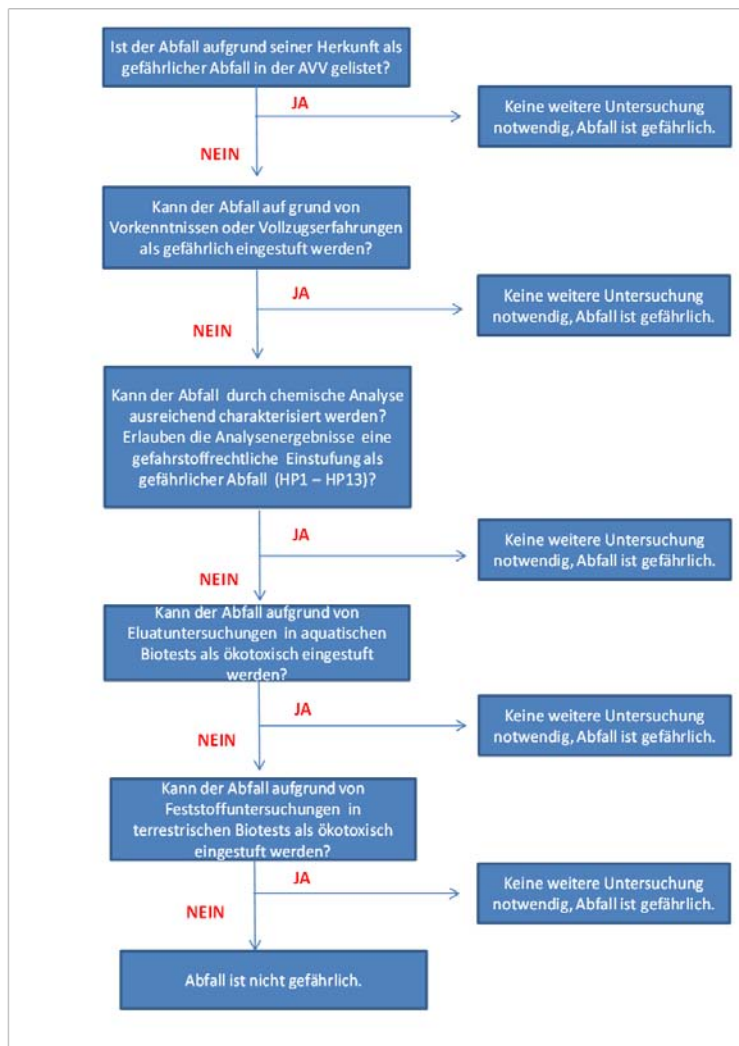 Ist der Abfall aufgrund seiner Herkunft als
gefährlicher Abfall in der AVV gelistet?
JA
Keine weitere Untersuchung
notwendig, Abfall ist gefährlich.
NEIN
Kann der Abfall auf grund von
Vorkenntnissen oder Vollzugserfahrungen
als gefährlich eingestuft werden?
JA
Keine weitere Untersuchung
notwendig, Abfall ist gefährlich.
NEIN
Kann der Abfall durch chemische Analyse
ausreichend charakterisiert werden?
Erlauben die Analysenergebnisse eine
gefahrstoffrechtliche Einstufung als
gefährlicher Abfall (HP1 – HP13)?
JA
Keine weitere Untersuchung
notwendig, Abfall ist gefährlich.
NEIN
Kann der Abfall aufgrund von
Eluatuntersuchungen in aquatischen
Biotests als ökotoxisch eingestuft
werden?
JA
Keine weitere Untersuchung
notwendig, Abfall ist gefährlich.
NEIN
Kann der Abfall aufgrund von
Feststoffuntersuchungen in
terrestrischen Biotests als ökotoxisch
eingestuft werden?
JA
Keine weitere Untersuchung
notwendig, Abfall ist gefährlich.
NEIN
Abfall ist nicht gefährlich.